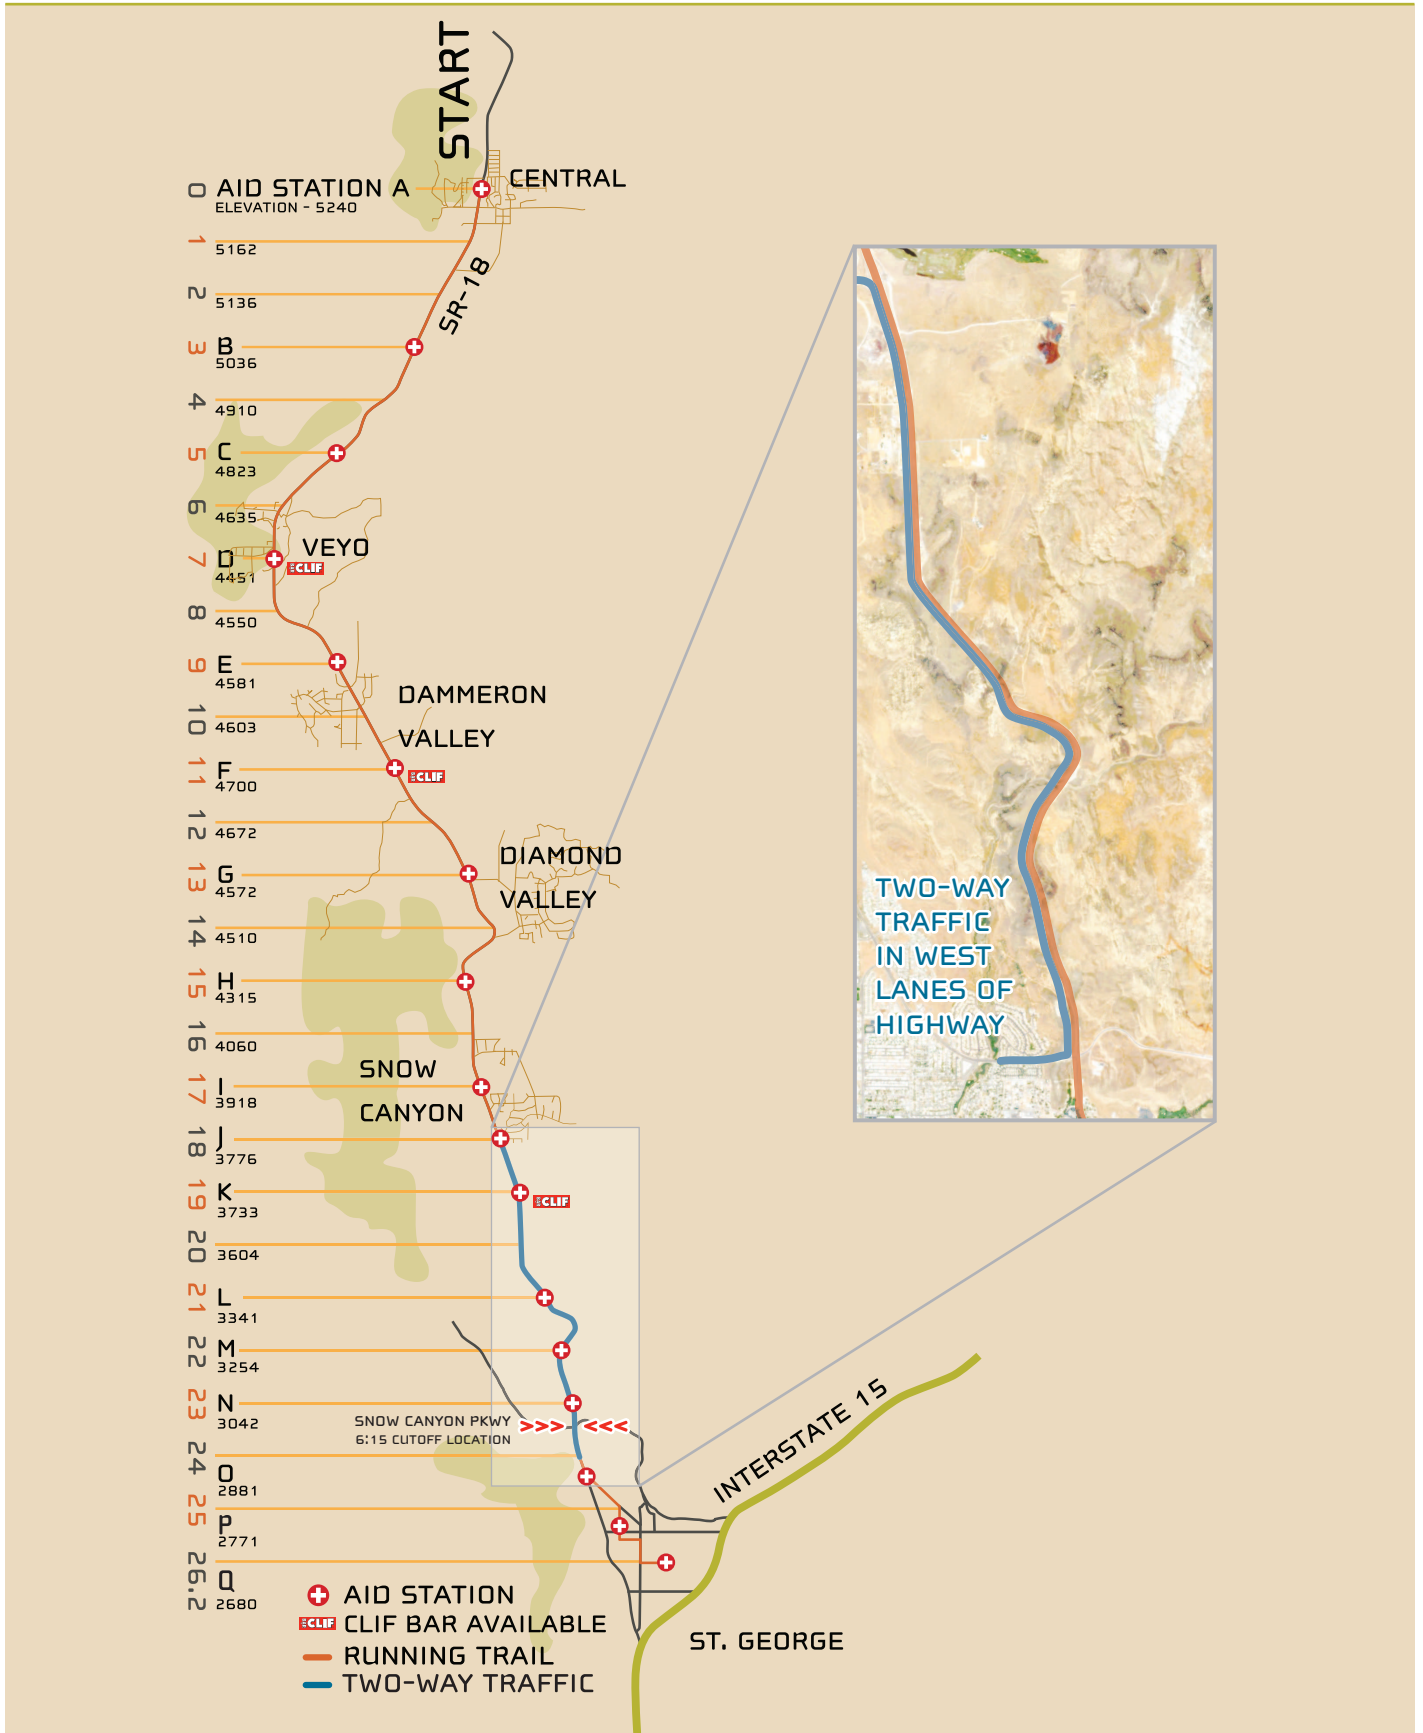 START
CENTRAL
0 AID STATION A
ELEVATION - 5240
1
5162
SR-18
2
5136
3 B
5036
4
4910
5 C
4823
6
4635
VEYO
7 D
4451
CLIF
8
4550
9 E
4581
DAMMERON
VALLEY
10
4603
11 F
4700
CLIF
12
4672
DIAMOND
VALLEY
13 G
4572
14
4510
15 H
4315
16
4060
SNOW
CANYON
17 I
3918
18 J
3776
19 K
3733
CLIF
20
3604
21 L
3341
22 M
3254
23 N
3042
SNOW CANYON PKWY >>> <<<
6:15 CUTOFF LOCATION
24
O
2881
25
P
2771
26.2
Q
2680
TWO-WAY
TRAFFIC
IN WEST
LANES OF
HIGHWAY
INTERSTATE 15
ST. GEORGE
AID STATION
CLIF CLIF BAR AVAILABLE
RUNNING TRAIL
TWO-WAY TRAFFIC